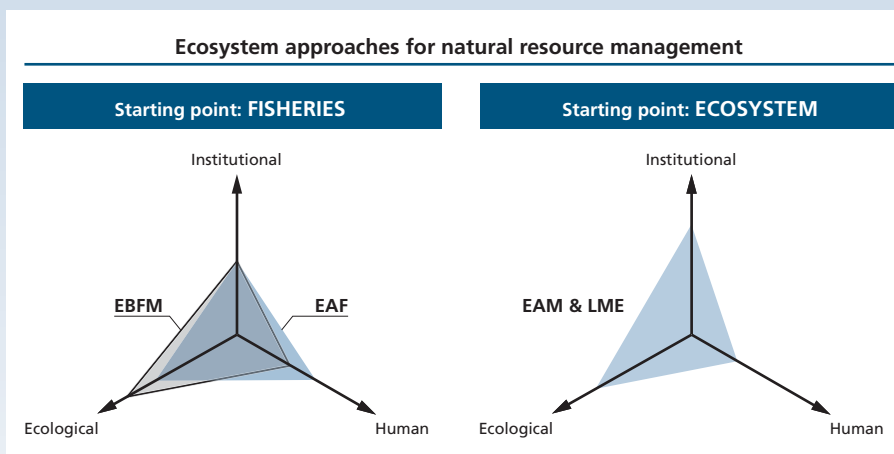 Ecosystem approaches for natural resource management
Starting point: FISHERIES
Institutional
EBFM
EAF
Ecological
Human
Starting point: ECOSYSTEM
Institutional
EAM & LME
Ecological
Human